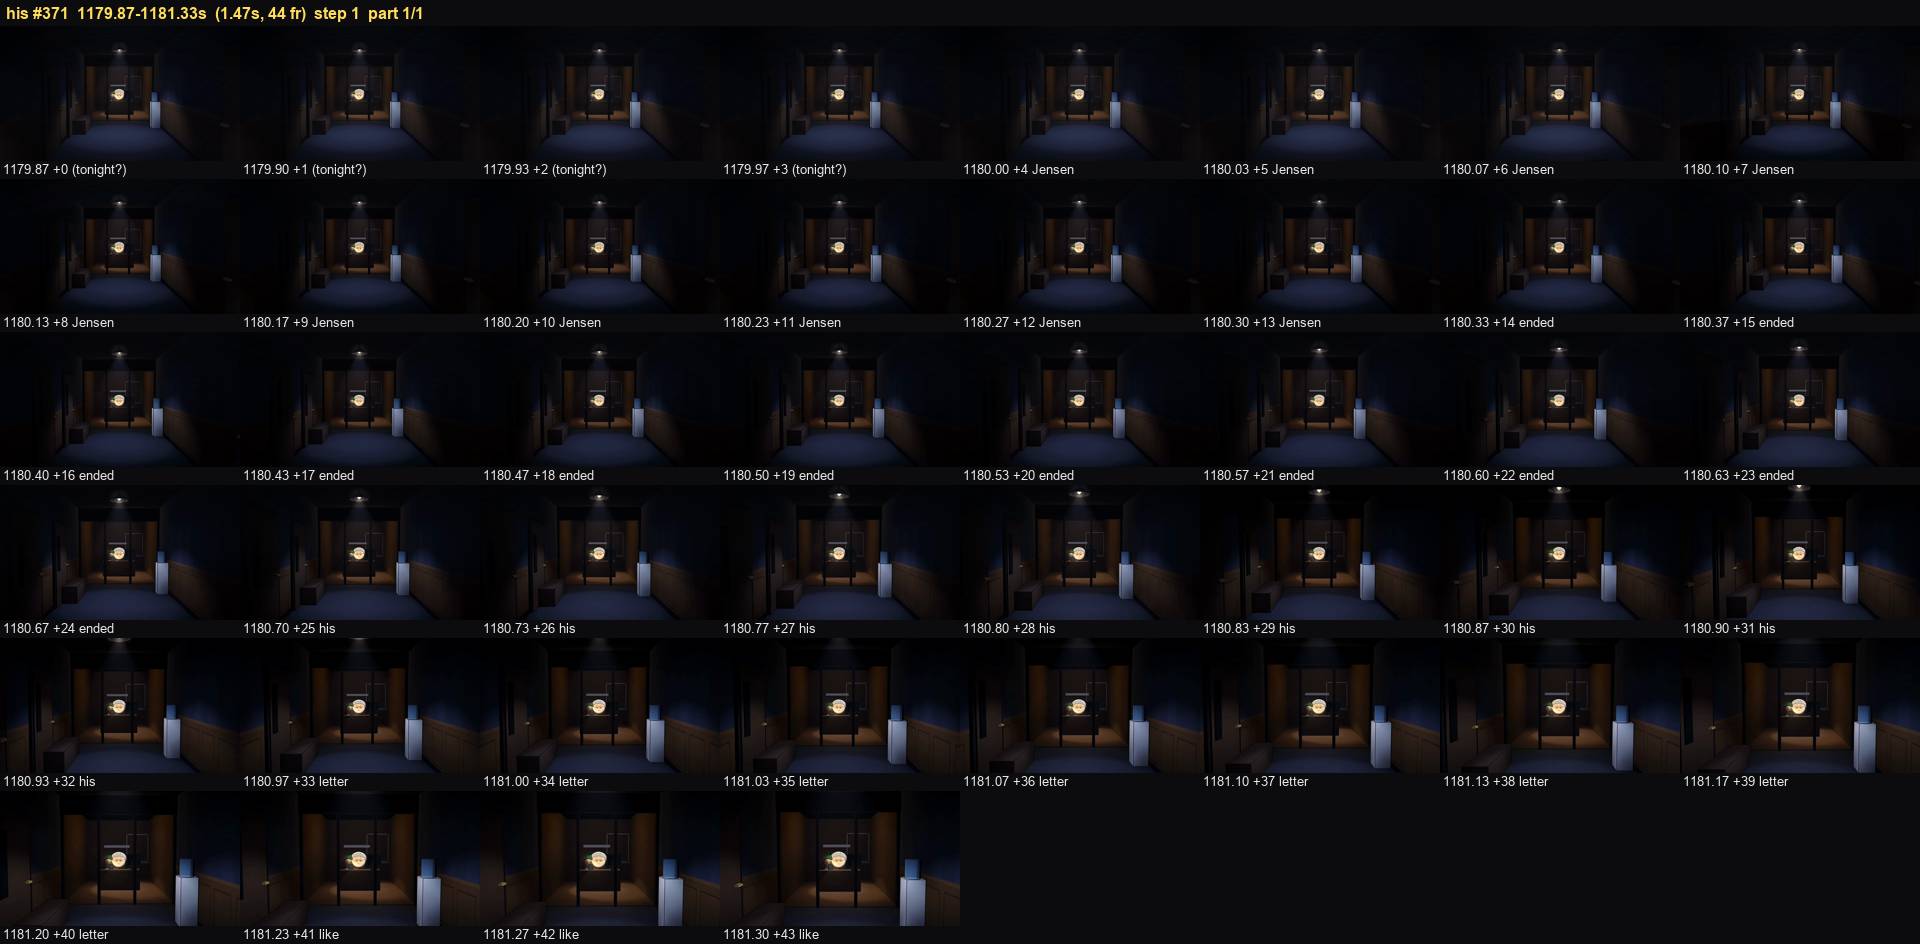 his #371 1179.87-1181.33s (1.47s, 44 fr) step 1 part 1/1
1179.87 +0 (tonight?)
1179.90 +1 (tonight?)
1179.93 +2 (tonight?)
1179.97 +3 (tonight?)
1180.00 +4 Jensen
1180.03 +5 Jensen
1180.07 +6 Jensen
1180.10 +7 Jensen
1180.13 +8 Jensen
1180.17 +9 Jensen
1180.20 +10 Jensen
1180.23 +11 Jensen
1180.27 +12 Jensen
1180.30 +13 Jensen
1180.33 +14 ended
1180.37 +15 ended
1180.40 +16 ended
1180.43 +17 ended
1180.47 +18 ended
1180.50 +19 ended
1180.53 +20 ended
1180.57 +21 ended
1180.60 +22 ended
1180.63 +23 ended
1180.67 +24 ended
1180.70 +25 his
1180.73 +26 his
1180.77 +27 his
1180.80 +28 his
1180.83 +29 his
1180.87 +30 his
1180.90 +31 his
1180.93 +32 his
1180.97 +33 letter
1181.00 +34 letter
1181.03 +35 letter
1181.07 +36 letter
1181.10 +37 letter
1181.13 +38 letter
1181.17 +39 letter
1181.20 +40 letter
1181.23 +41 like
1181.27 +42 like
1181.30 +43 like